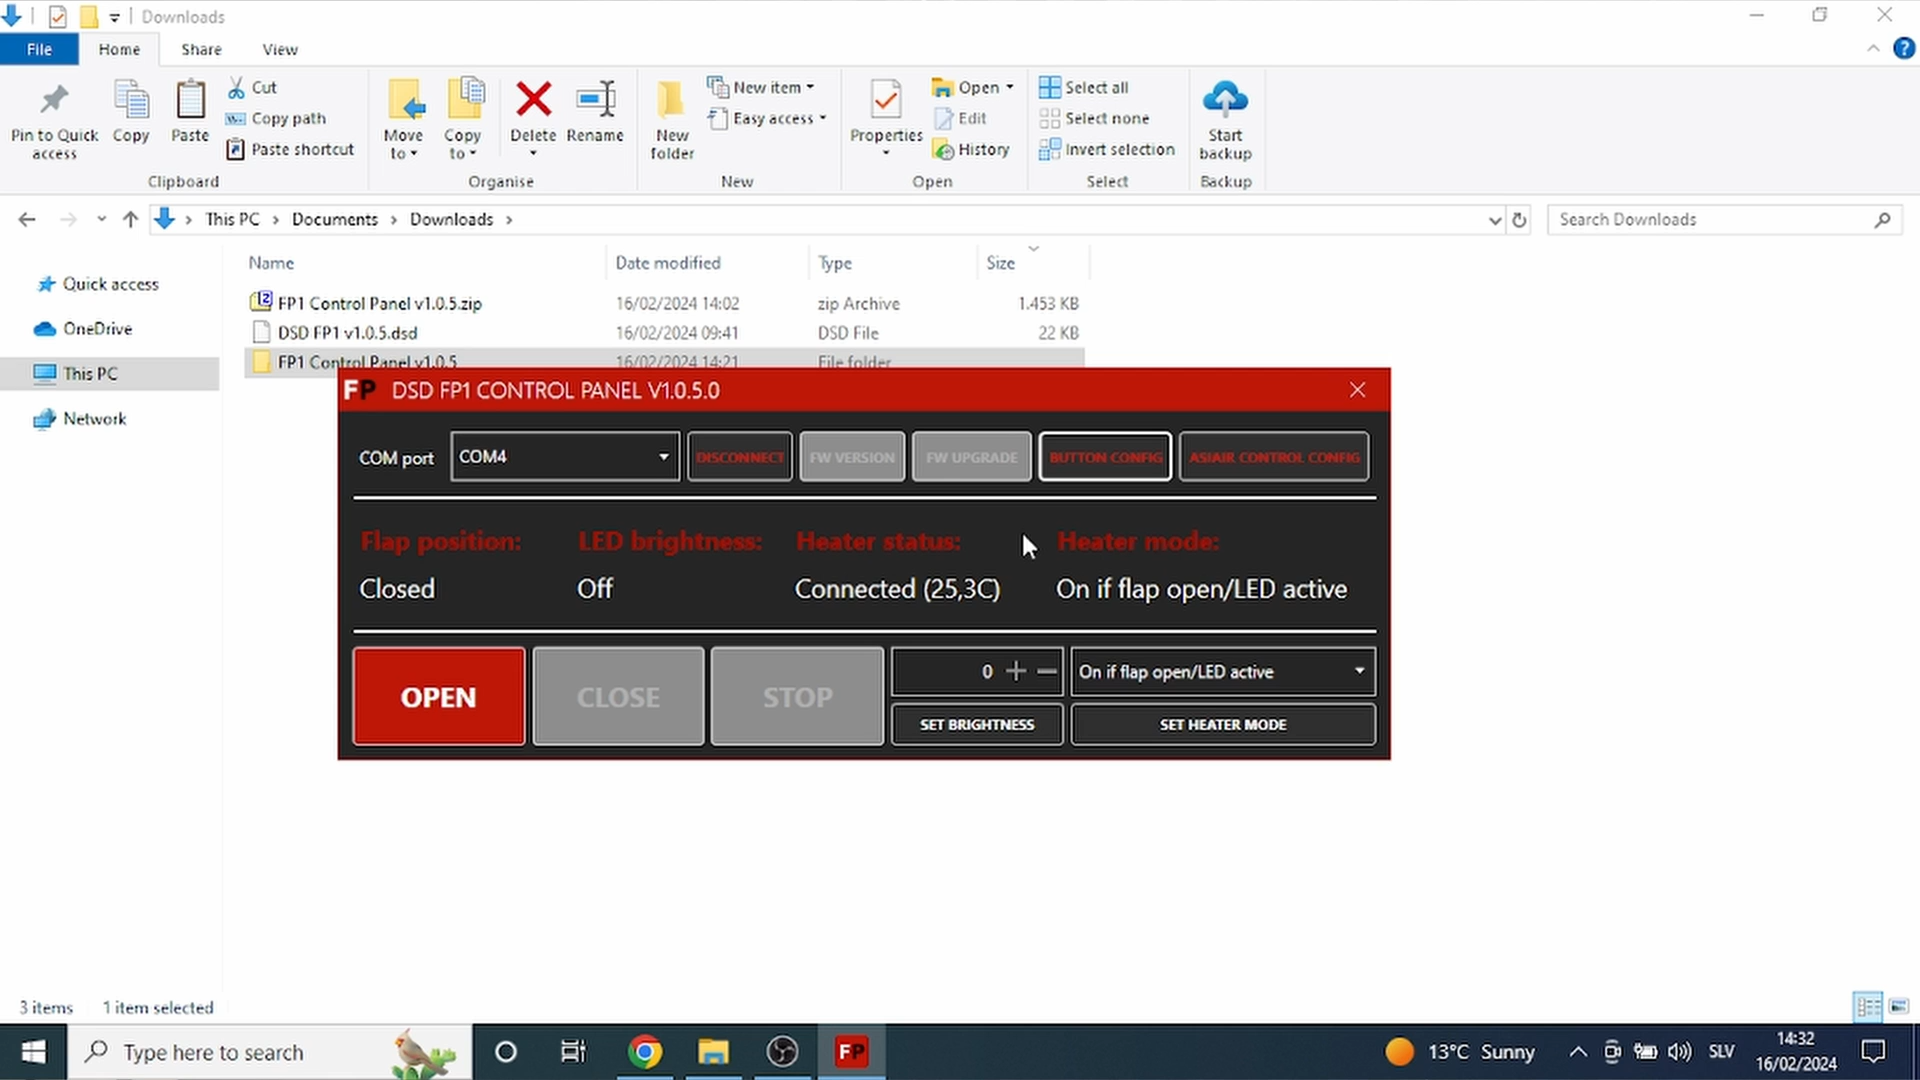 Downloads
File Home Share View
Pin to Quick access
Copy
Paste
Cut
Copy path
Paste shortcut
Clipboard
Move to
Copy to
Delete
Rename
Organise
New folder
New item
Easy access
New
Properties
Open
Edit
History
Open
Select all
Select none
Invert selection
Select
Start backup
Backup
This PC > Documents > Downloads >
Search Downloads
Name Date modified Type Size
Quick access
OneDrive
This PC
Network
FP1 Control Panel v1.0.5.zip 16/02/2024 14:02 zip Archive 1.453 KB
DSD FP1 v1.0.5.dsd 16/02/2024 09:41 DSD File 22 KB
FP1 Control Panel v1.0.5 16/02/2024 14:21 File folder
FP DSD FP1 CONTROL PANEL V1.0.5.0
COM port COM4 DISCONNECT FW VERSION FW UPGRADE BUTTON CONFIG ASIAIR CONTROL CONFIG
Flap position: LED brightness: Heater status: Heater mode:
Closed Off Connected (25,3C) On if flap open/LED active
OPEN CLOSE STOP
0 On if flap open/LED active
SET BRIGHTNESS SET HEATER MODE
3 items 1 item selected
Type here to search
FP
13°C Sunny
SLV
14:32
16/02/2024